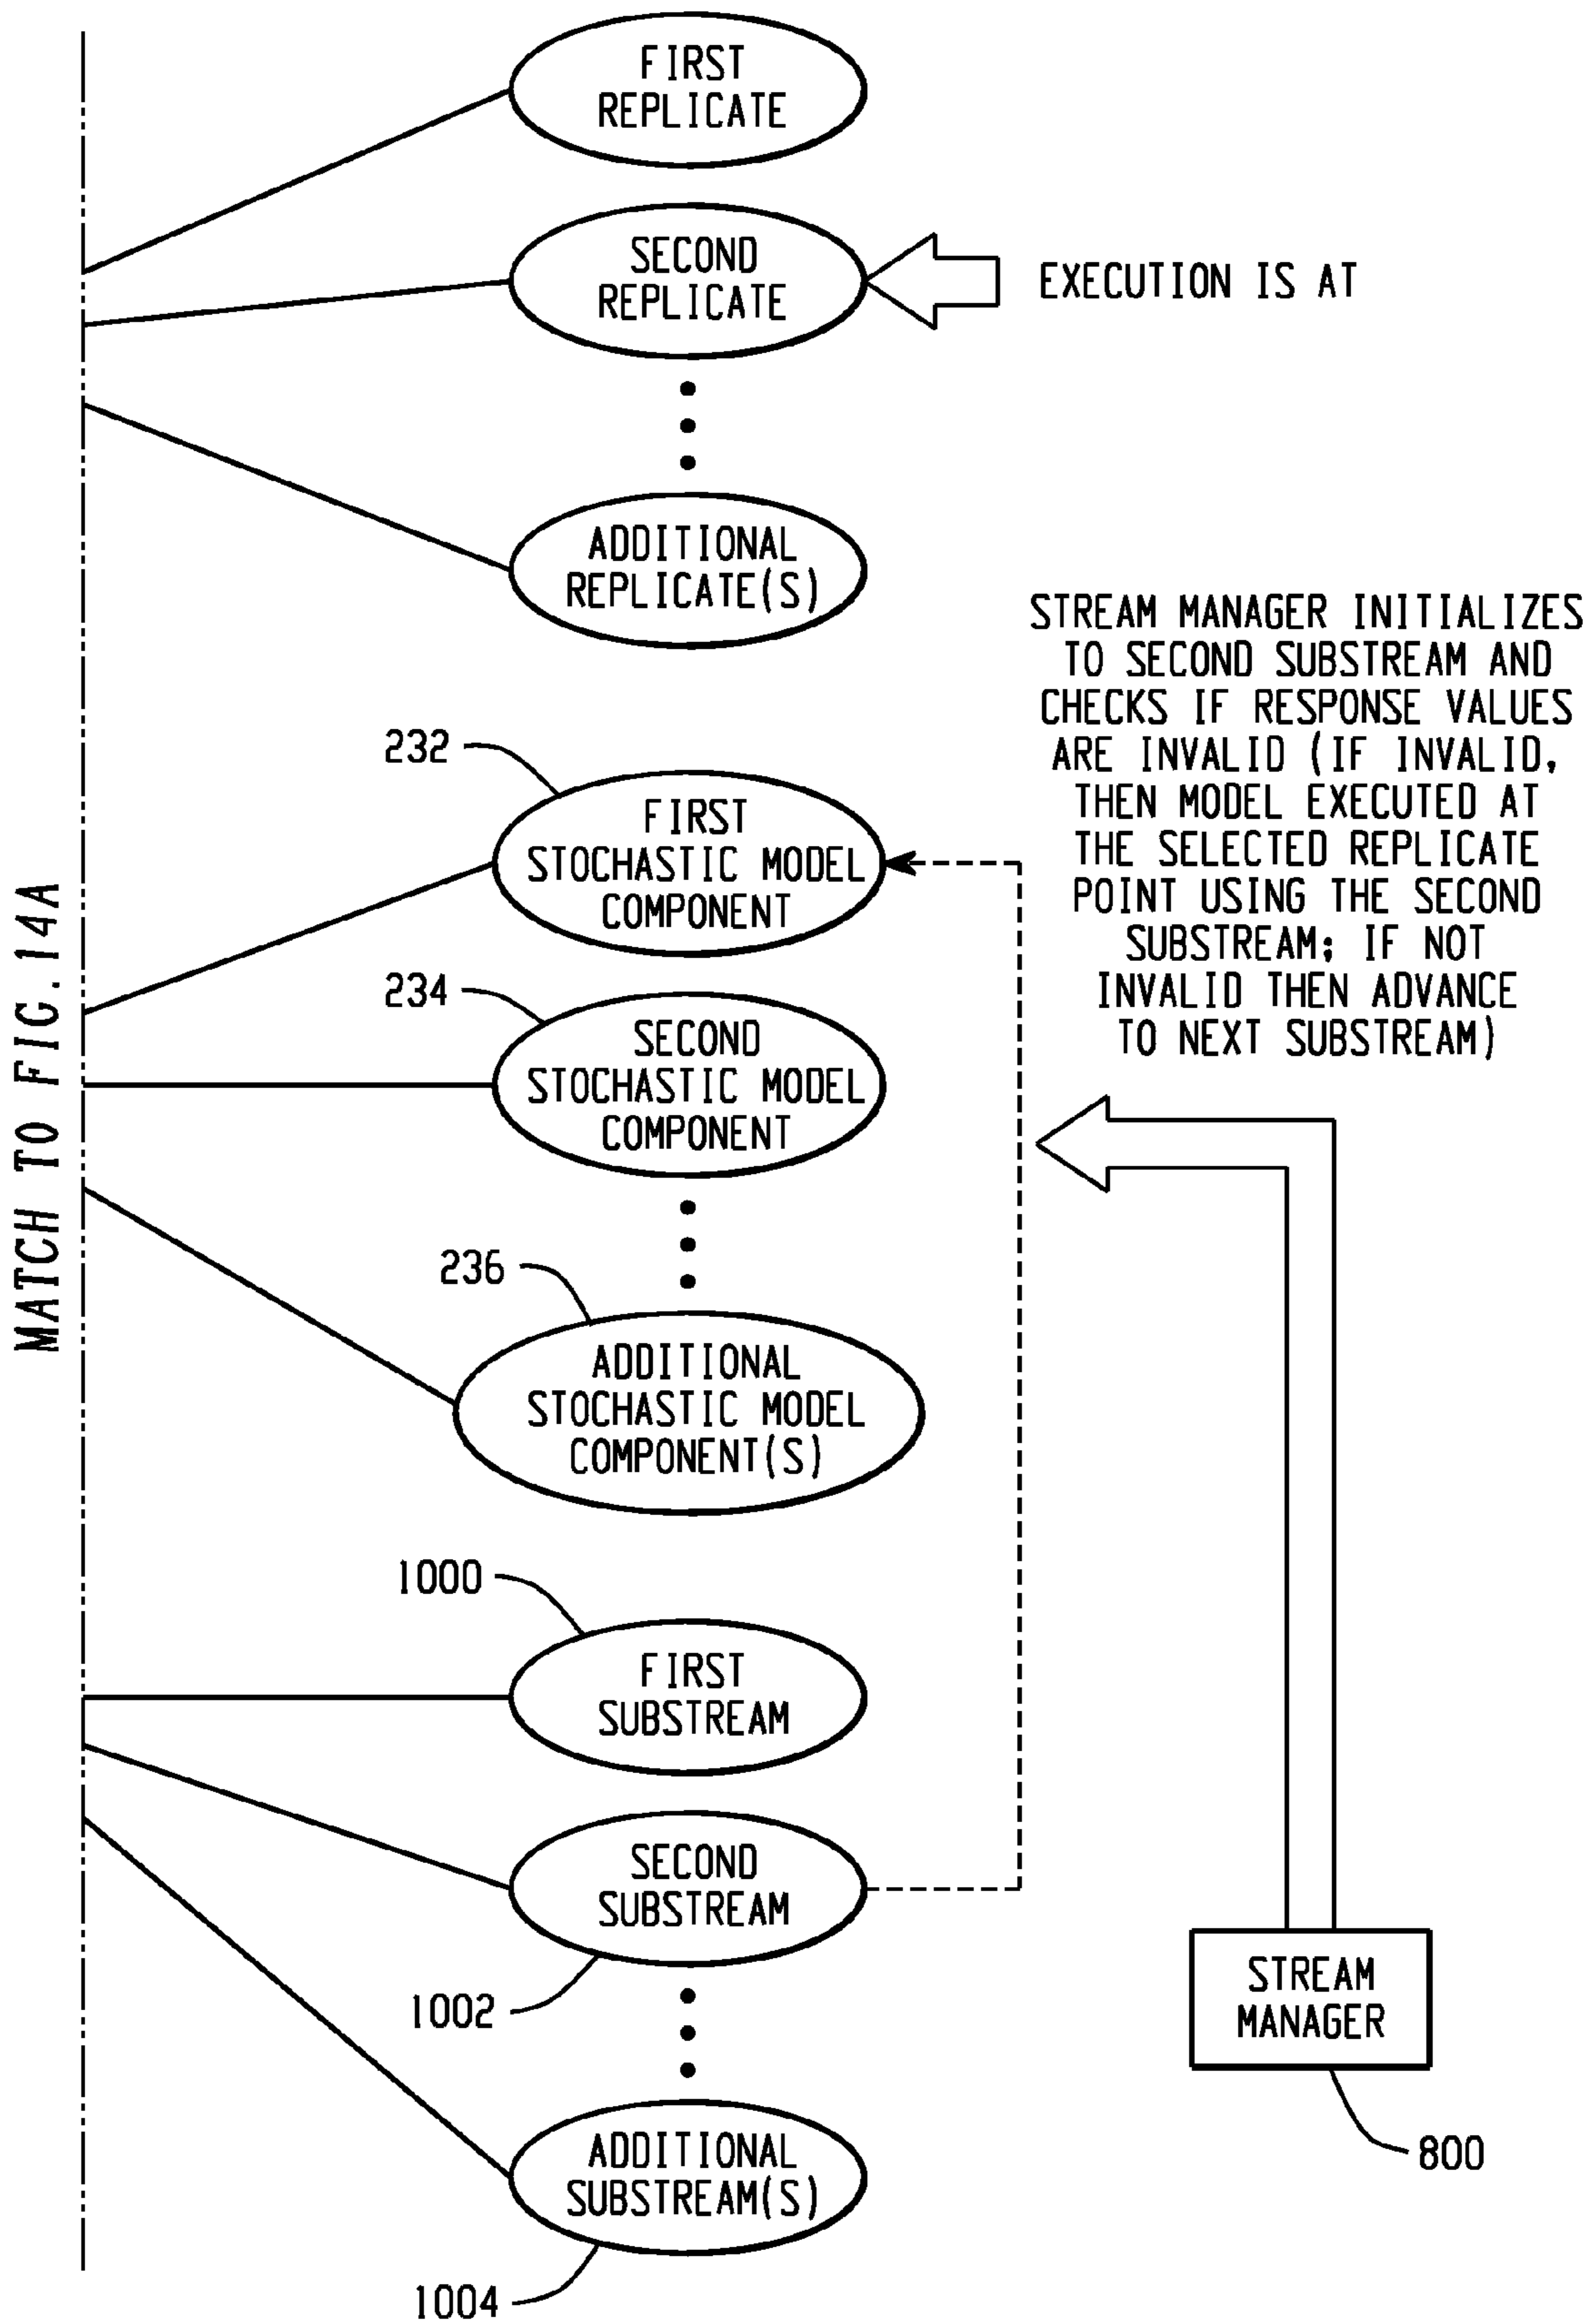 FIRST
REPLICATE
SECOND
REPLICATE
EXECUTION IS AT
ADDITIONAL
REPLICATE(S)
STREAM MANAGER INITIALIZES
TO SECOND SUBSTREAM AND
CHECKS IF RESPONSE VALUES
ARE INVALID (IF INVALID,
THEN MODEL EXECUTED AT
THE SELECTED REPLICATE
POINT USING THE SECOND
SUBSTREAM; IF NOT
INVALID THEN ADVANCE
TO NEXT SUBSTREAM)
232
FIRST
STOCHASTIC MODEL
COMPONENT
234
SECOND
STOCHASTIC MODEL
COMPONENT
MATCH TO FIG.14A
236
ADDITIONAL
STOCHASTIC MODEL
COMPONENT(S)
1000
FIRST
SUBSTREAM
SECOND
SUBSTREAM
1002
STREAM
MANAGER
800
ADDITIONAL
SUBSTREAM(S)
1004